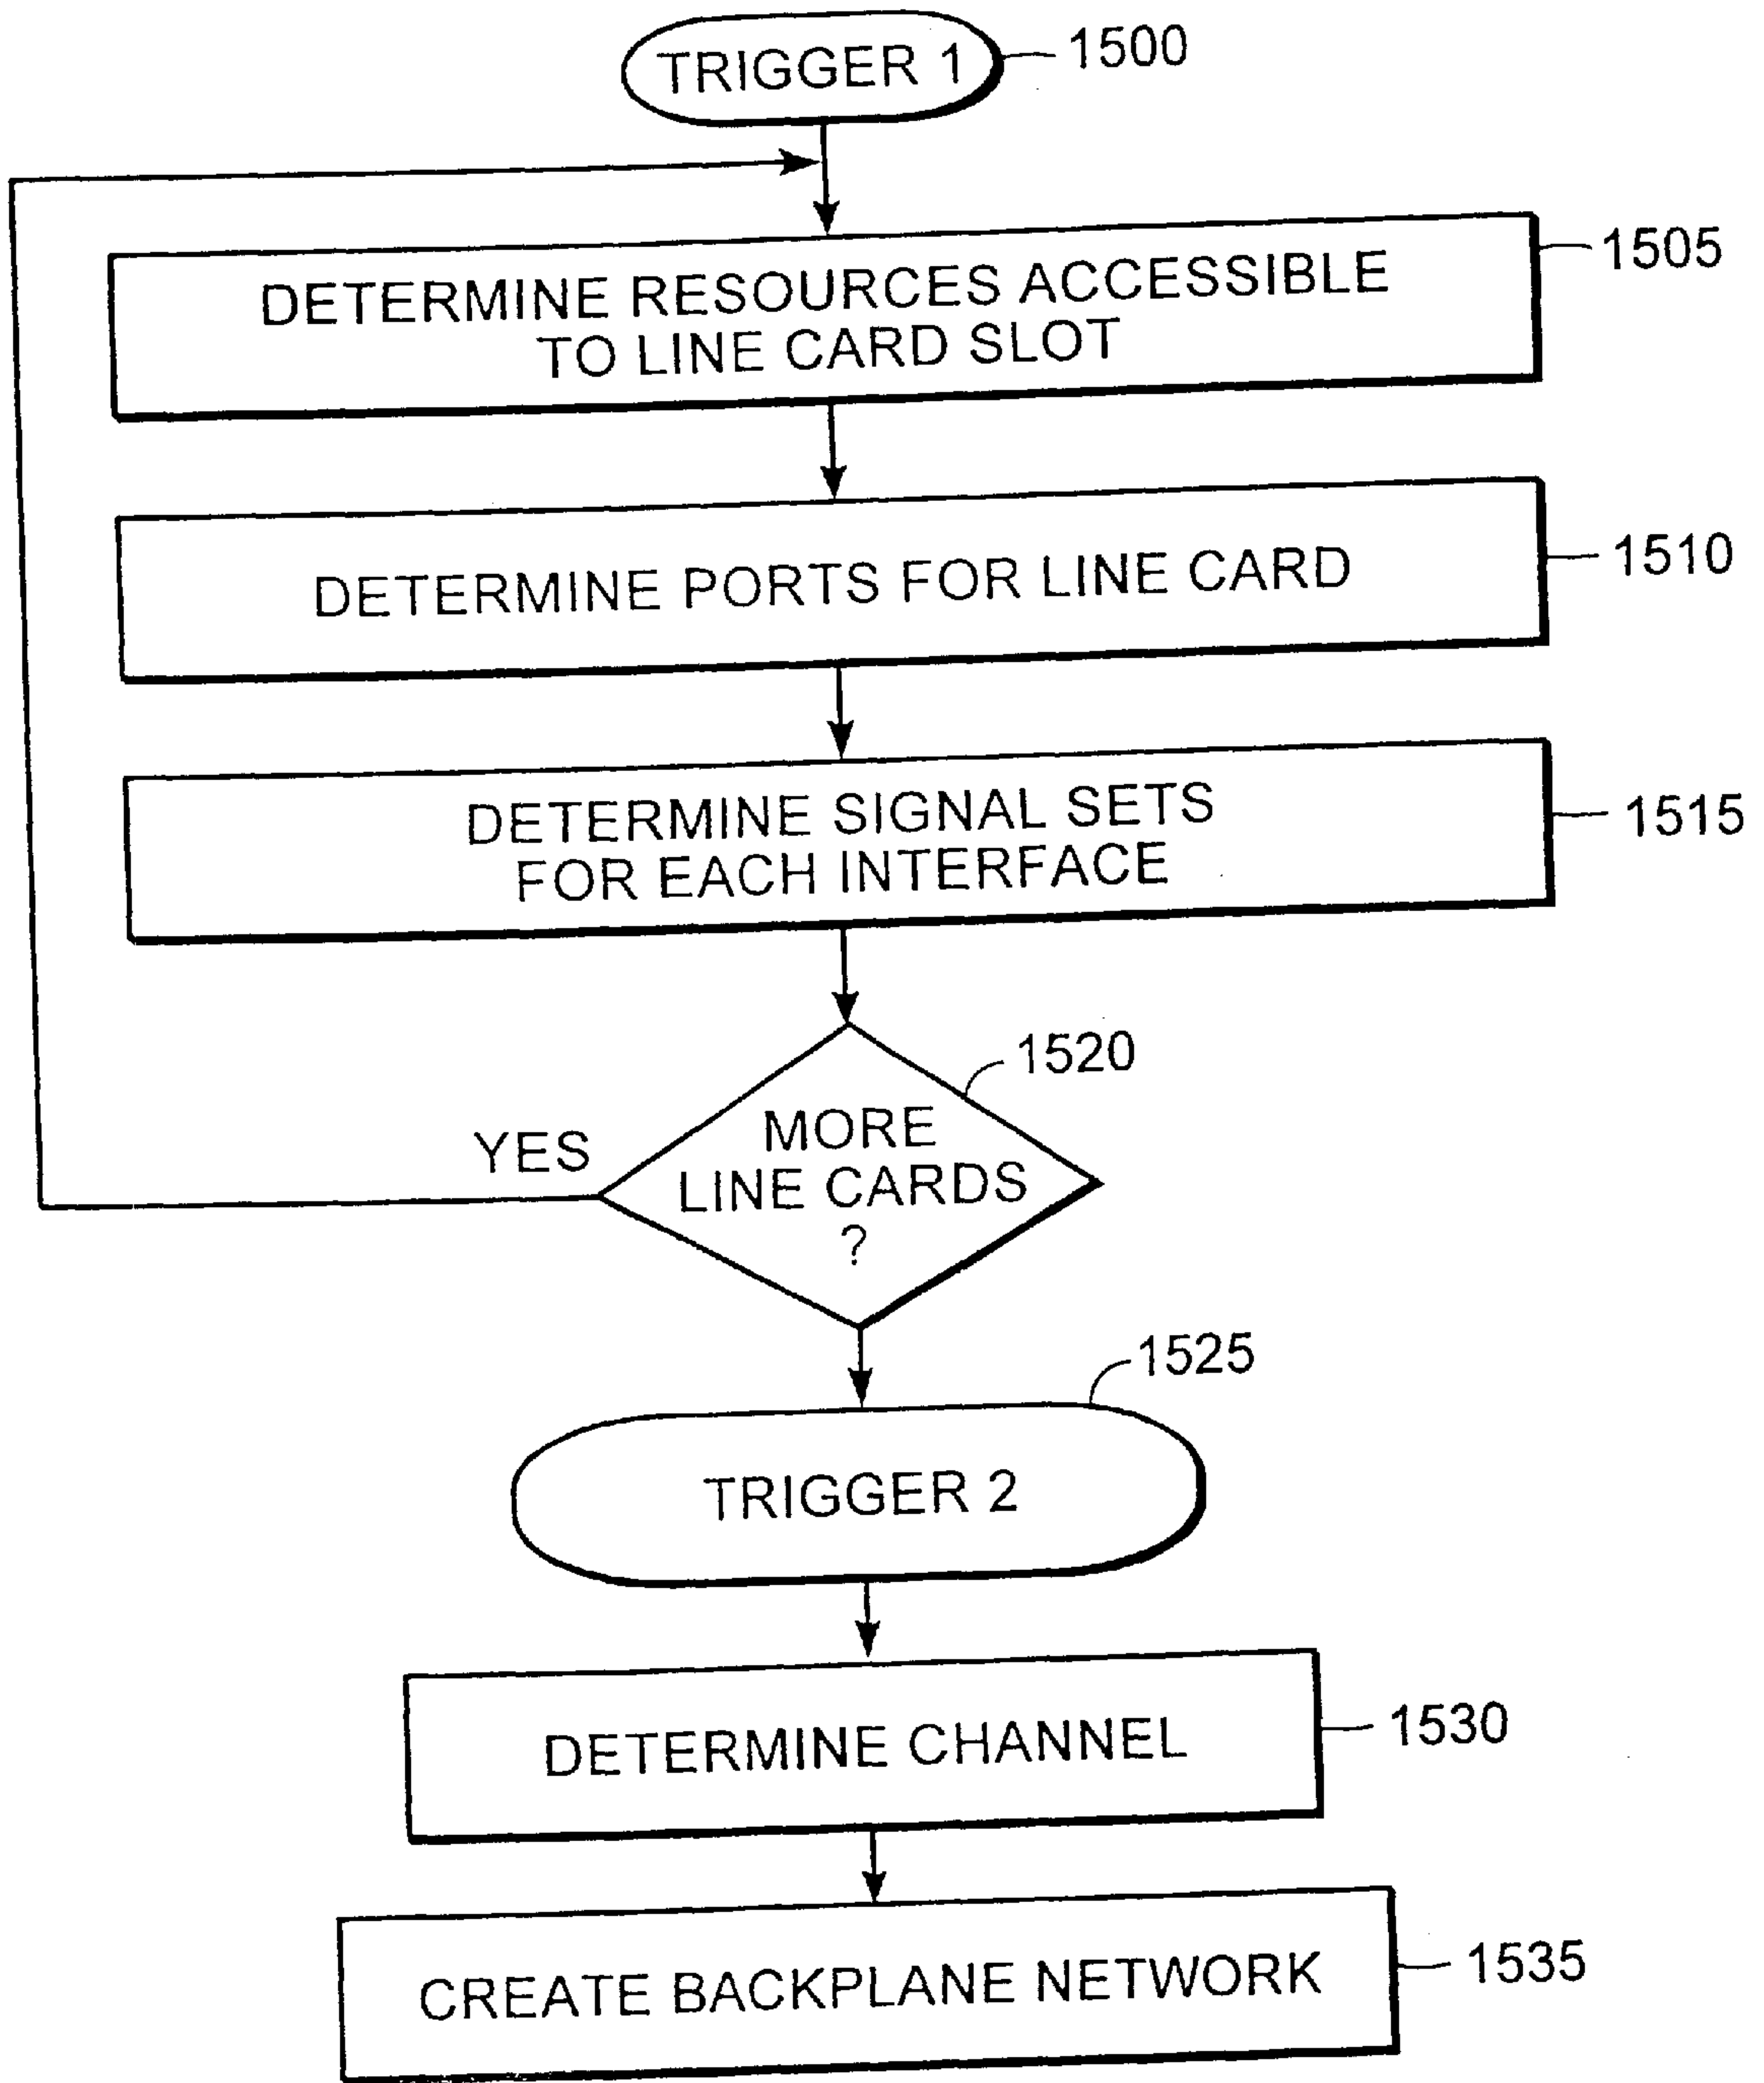 TRIGGER 1
1500
DETERMINE RESOURCES ACCESSIBLE
TO LINE CARD SLOT
1505
DETERMINE PORTS FOR LINE CARD
1510
DETERMINE SIGNAL SETS
FOR EACH INTERFACE
1515
1520
MORE
LINE CARDS
?
YES
1525
TRIGGER 2
DETERMINE CHANNEL
1530
CREATE BACKPLANE NETWORK
1535